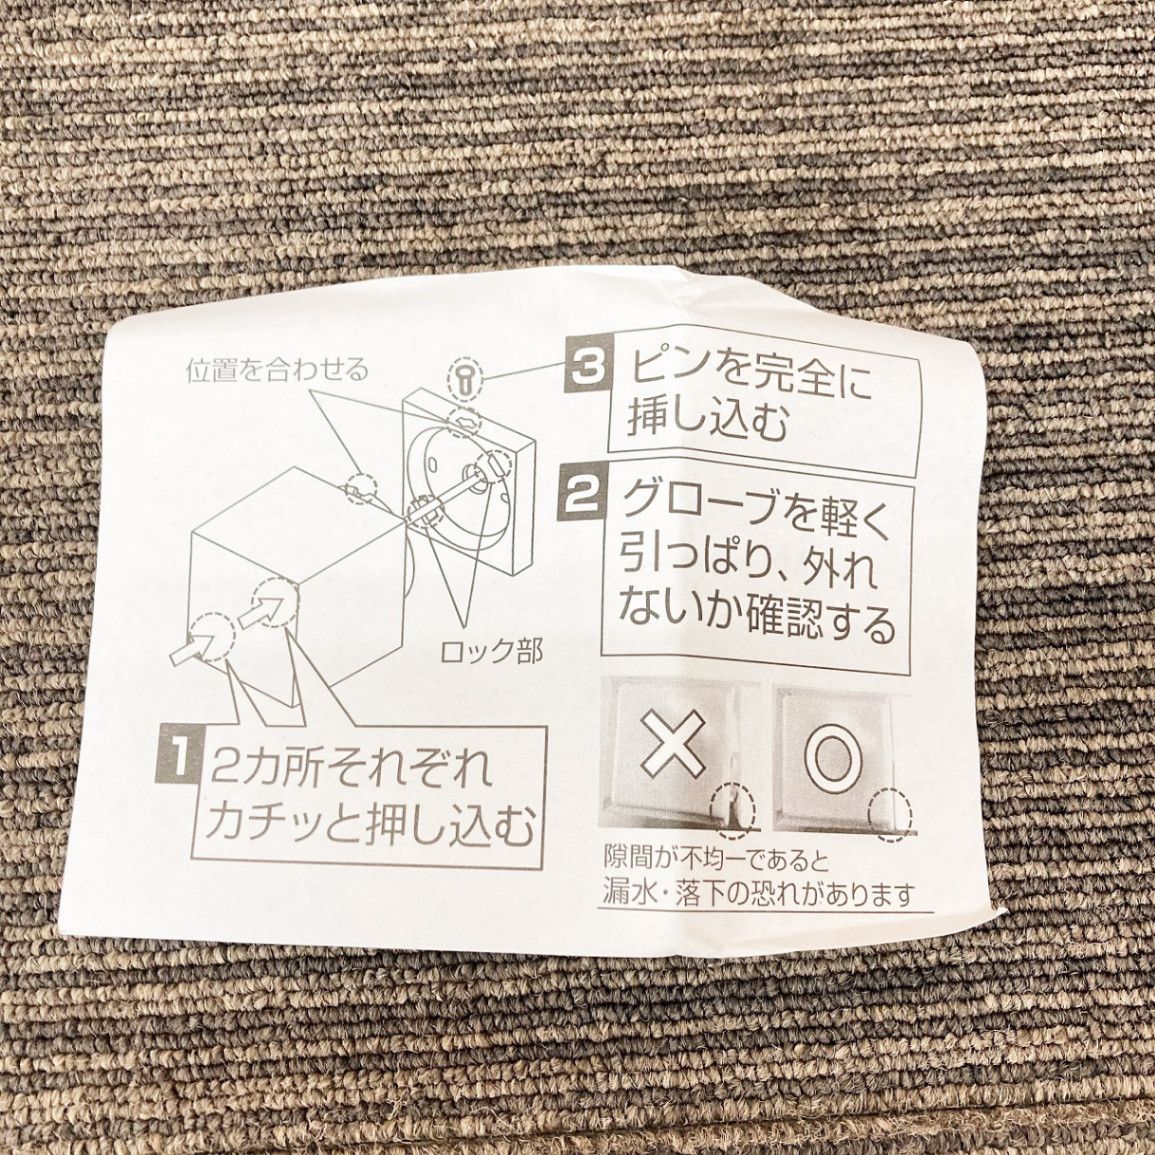 位置を合わせる
3 ピンを完全に
挿し込む
2 グローブを軽く
引っぱり、外れ
ないか確認する
ロック部
1 2カ所それぞれ
カチッと押し込む
隙間が不均一であると
漏水・落下の恐れがあります